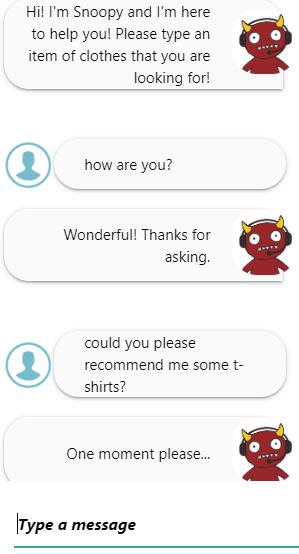 Hi! I'm Snoopy and I'm here
to help you! Please type an
item of clothes that you are
looking for!
how are you?
Wonderful! Thanks for
asking.
could you please
recommend me some t-
shirts?
One moment please...
Type a message